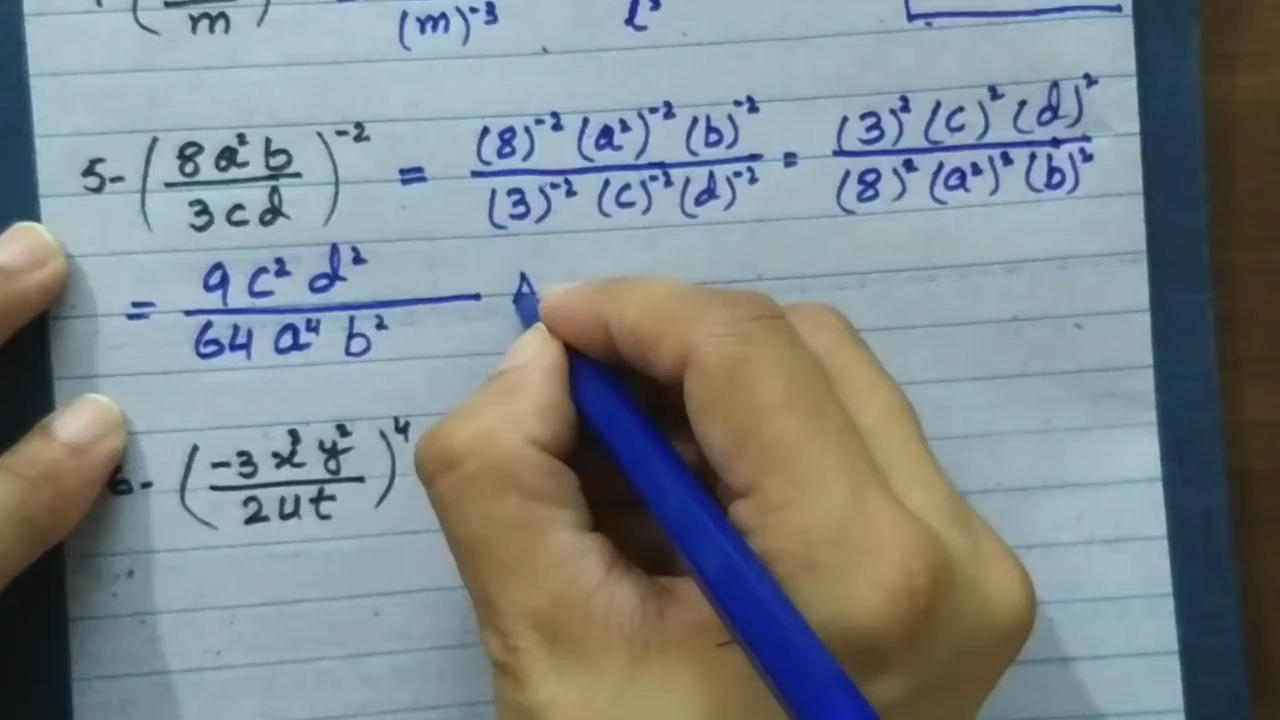 ( / m ) (m)⁻³ l³
5- (8a²b / 3cd)⁻² = (8)⁻² (a²)⁻² (b)⁻² / (3)⁻² (c)⁻² (d)⁻² = (3)² (c)² (d)² / (8)² (a²)² (b)²
= 9c²d² / 64a⁴b²
6- (-3x²y² / 2ut)⁴